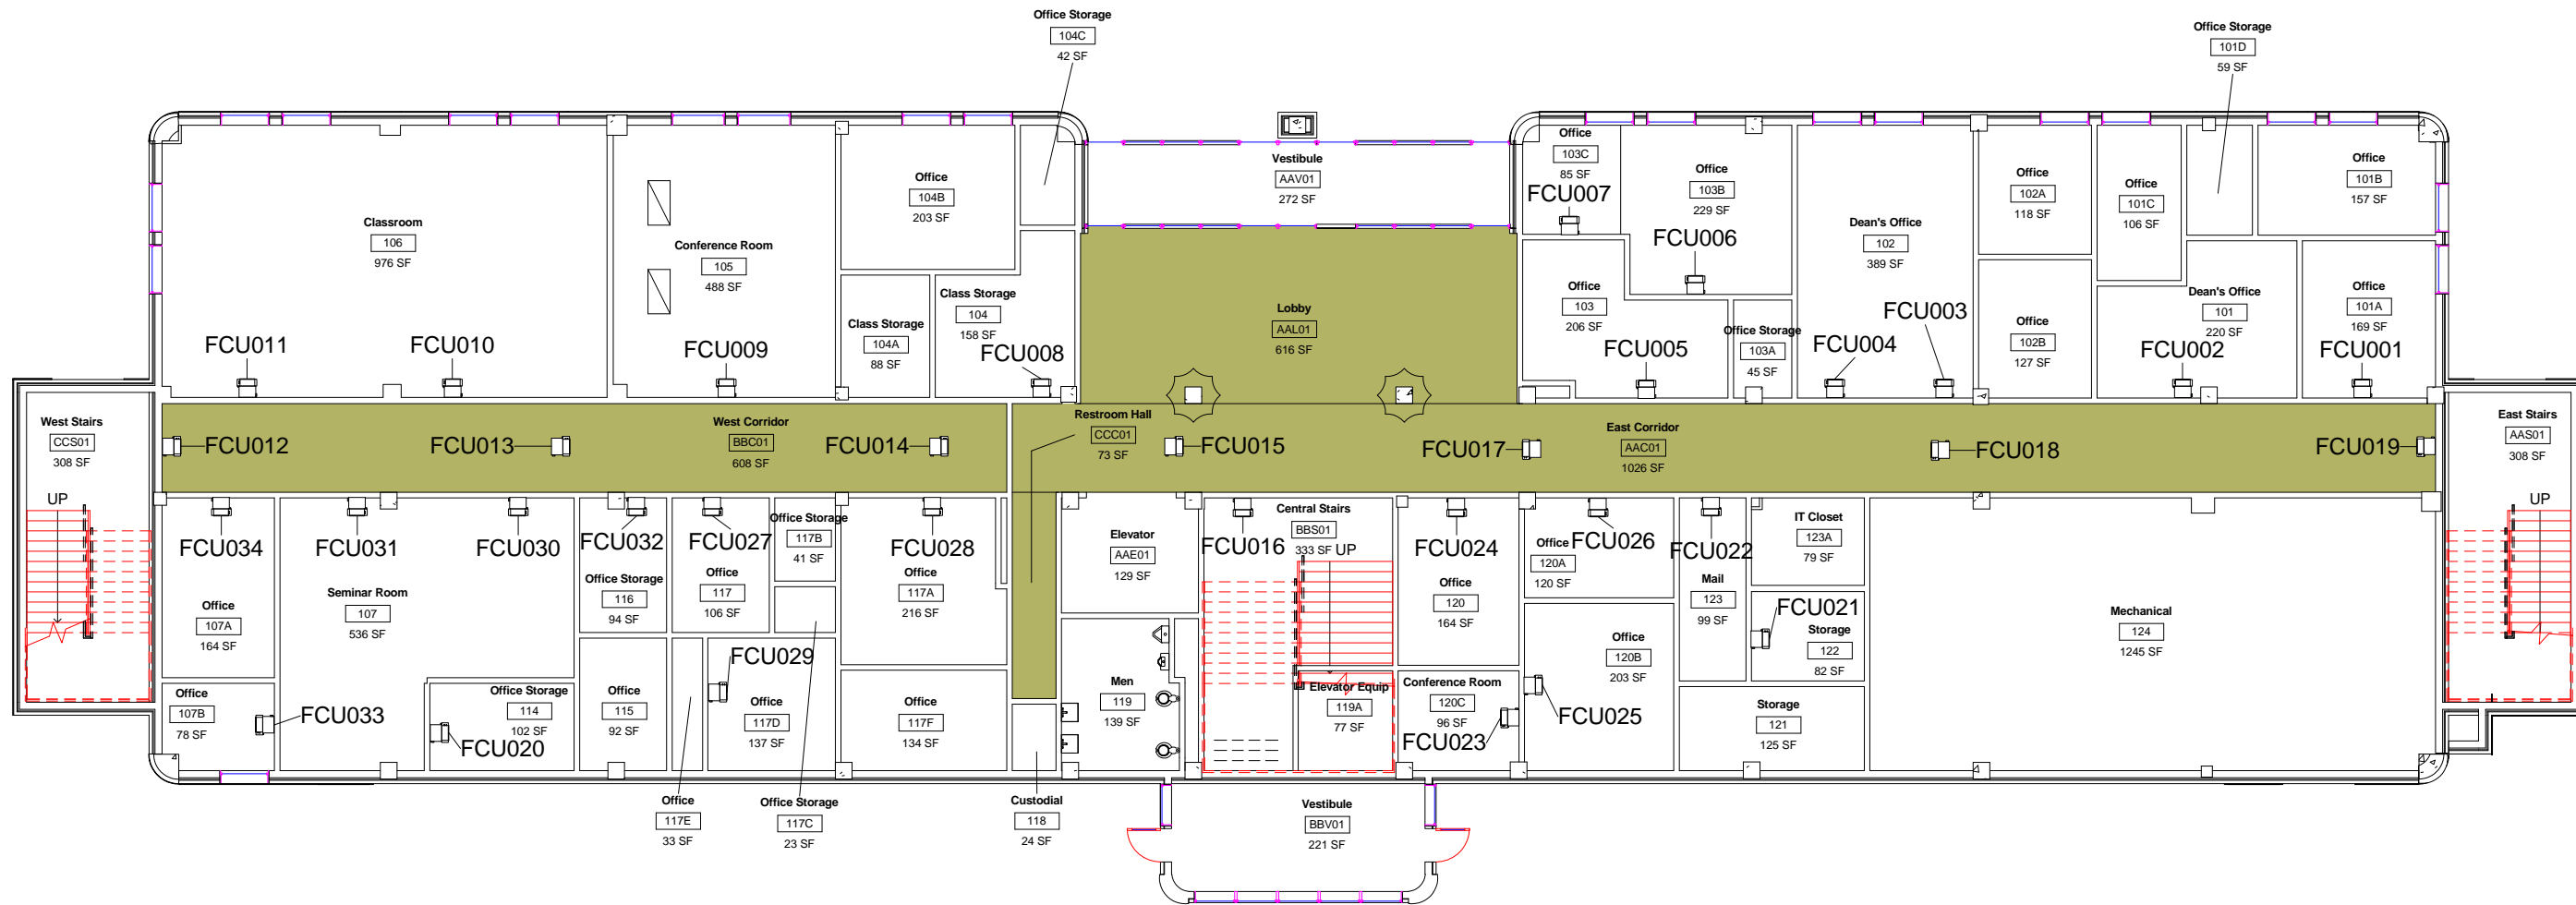 Office Storage
104C
42 SF
Office Storage
101D
59 SF
Classroom
106
976 SF
Conference Room
105
488 SF
Office
104B
203 SF
Class Storage
104A
88 SF
Class Storage
104
158 SF
Vestibule
AAV01
272 SF
Lobby
AAL01
616 SF
Office
103C
85 SF
FCU007
Office
103B
229 SF
FCU006
Office
103
206 SF
FCU005
Office Storage
103A
45 SF
Dean's Office
102
389 SF
FCU004
FCU003
Office
102A
118 SF
Office
102B
127 SF
Office
101C
106 SF
Office
101B
157 SF
Dean's Office
101
220 SF
FCU002
Office
101A
169 SF
FCU001
FCU011
FCU010
FCU009
FCU008
West Stairs
CCS01
308 SF
UP
FCU012
FCU013
West Corridor
BBC01
608 SF
FCU014
Restroom Hall
CCC01
73 SF
FCU015
FCU017
East Corridor
AAC01
1026 SF
FCU018
FCU019
East Stairs
AAS01
308 SF
UP
FCU034
Office
107A
164 SF
FCU031
FCU030
Seminar Room
107
536 SF
Office
107B
78 SF
FCU033
Office Storage
114
102 SF
FCU020
FCU032
Office Storage
116
94 SF
Office
115
92 SF
FCU027
Office
117
106 SF
Office Storage
117B
41 SF
FCU028
Office
117A
216 SF
FCU029
Office
117D
137 SF
Office
117F
134 SF
Elevator
AAE01
129 SF
Men
119
139 SF
FCU016
Central Stairs
BBS01
333 SF
UP
Elevator Equip
119A
77 SF
FCU024
Office
120
164 SF
Conference Room
120C
96 SF
FCU023
FCU026
Office
120A
120 SF
Office
120B
203 SF
FCU025
FCU022
Mail
123
99 SF
IT Closet
123A
79 SF
FCU021
Storage
122
82 SF
Storage
121
125 SF
Mechanical
124
1245 SF
Office
117E
33 SF
Office Storage
117C
23 SF
Custodial
118
24 SF
Vestibule
BBV01
221 SF